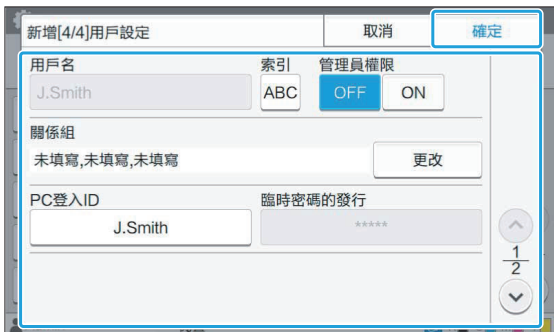 新增[4/4]用戶設定
取消
確定
用戶名
索引
管理員權限
J.Smith
ABC
OFF
ON
關係組
未填寫,未填寫,未填寫
更改
PC登入ID
臨時密碼的發行
J.Smith
*****
1
2